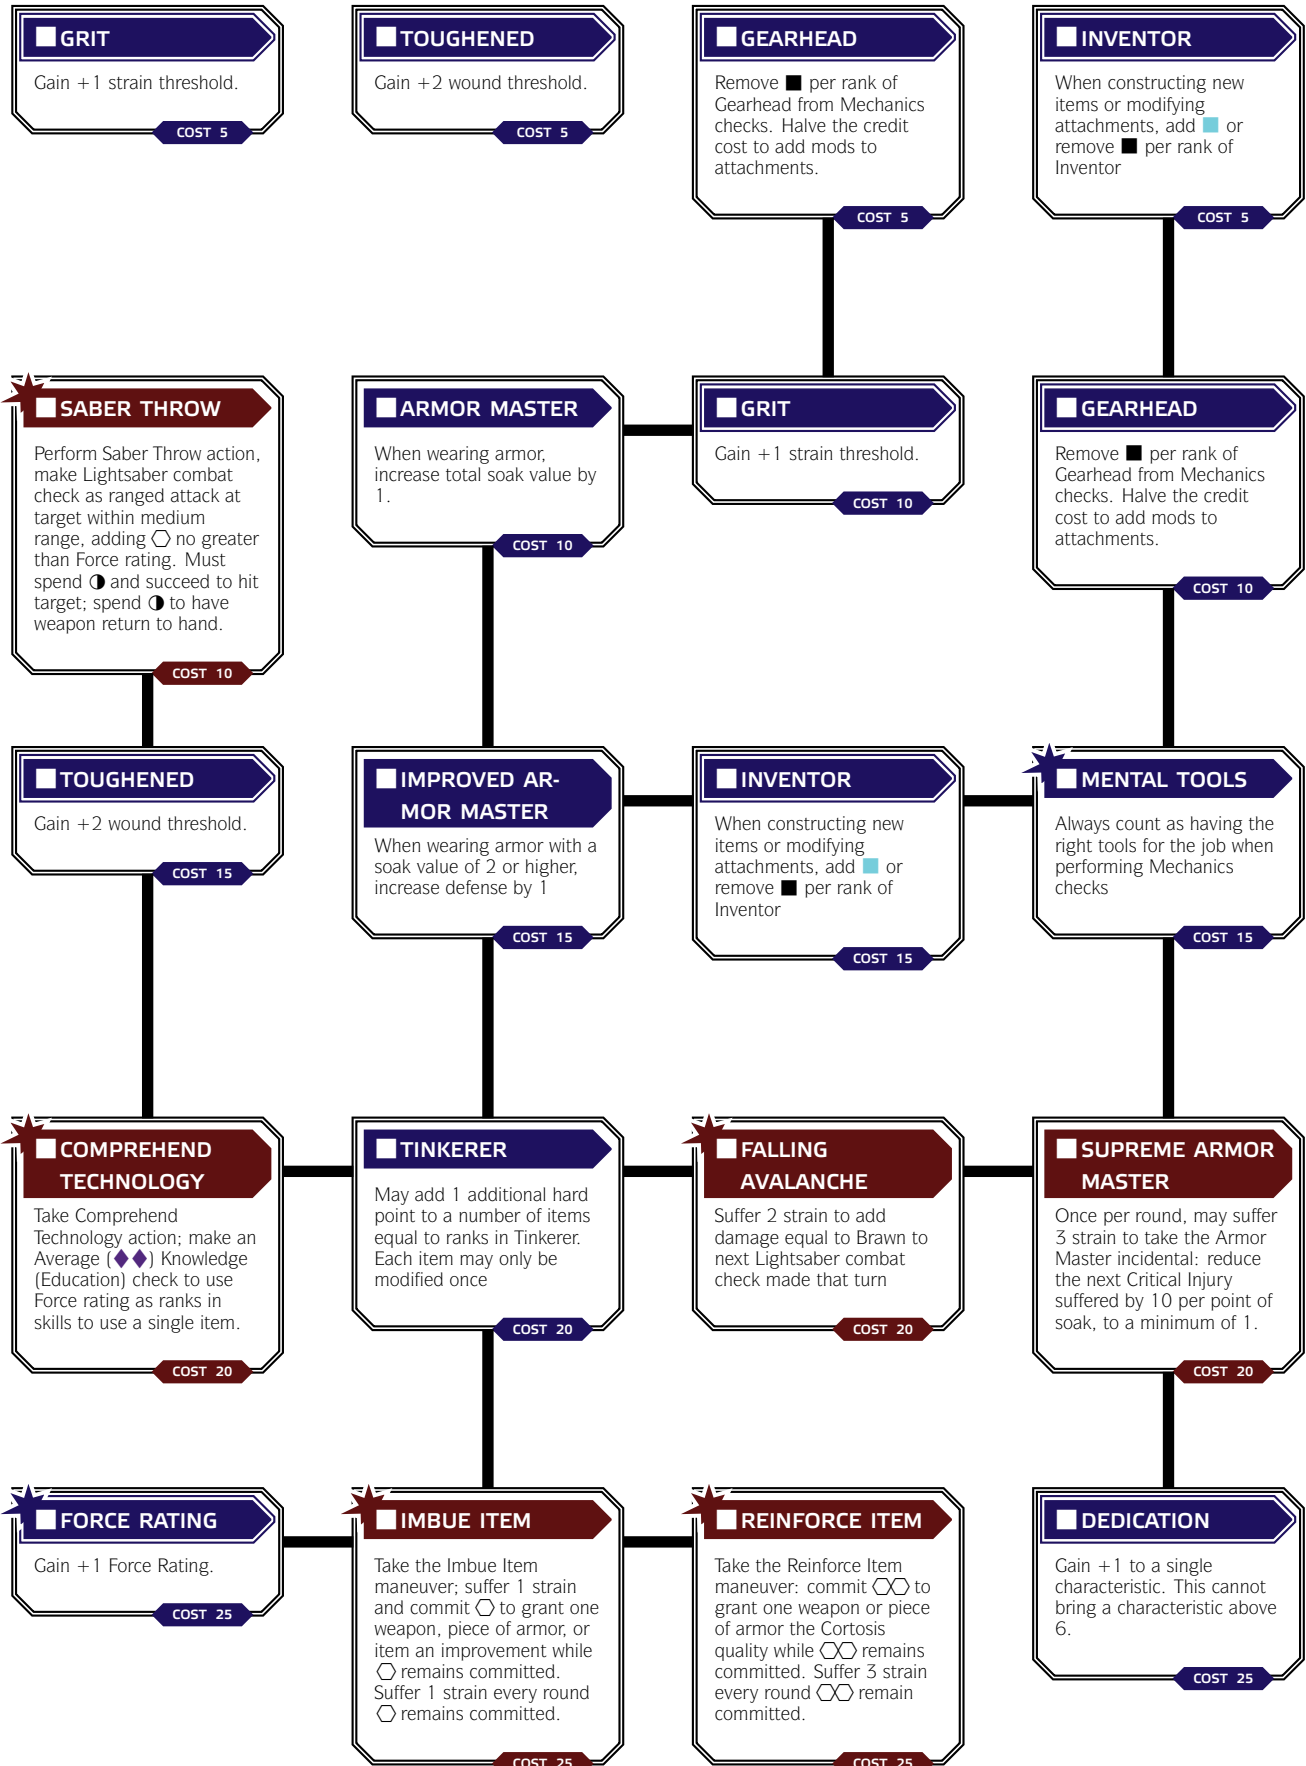 GRIT
Gain +1 strain threshold.
COST 5
TOUGHENED
Gain +2 wound threshold.
COST 5
GEARHEAD
Remove ■ per rank of
Gearhead from Mechanics
checks. Halve the credit
cost to add mods to
attachments.
COST 5
INVENTOR
When constructing new
items or modifying
attachments, add ■ or
remove ■ per rank of
Inventor
COST 5
SABER THROW
Perform Saber Throw action,
make Lightsaber combat
check as ranged attack at
target within medium
range, adding ⬡ no greater
than Force rating. Must
spend ◑ and succeed to hit
target; spend ◑ to have
weapon return to hand.
COST 10
ARMOR MASTER
When wearing armor,
increase total soak value by
1.
COST 10
GRIT
Gain +1 strain threshold.
COST 10
GEARHEAD
Remove ■ per rank of
Gearhead from Mechanics
checks. Halve the credit
cost to add mods to
attachments.
COST 10
TOUGHENED
Gain +2 wound threshold.
COST 15
IMPROVED AR-
MOR MASTER
When wearing armor with a
soak value of 2 or higher,
increase defense by 1
COST 15
INVENTOR
When constructing new
items or modifying
attachments, add ■ or
remove ■ per rank of
Inventor
COST 15
MENTAL TOOLS
Always count as having the
right tools for the job when
performing Mechanics
checks
COST 15
COMPREHEND
TECHNOLOGY
Take Comprehend
Technology action; make an
Average (♦♦) Knowledge
(Education) check to use
Force rating as ranks in
skills to use a single item.
COST 20
TINKERER
May add 1 additional hard
point to a number of items
equal to ranks in Tinkerer.
Each item may only be
modified once
COST 20
FALLING
AVALANCHE
Suffer 2 strain to add
damage equal to Brawn to
next Lightsaber combat
check made that turn
COST 20
SUPREME ARMOR
MASTER
Once per round, may suffer
3 strain to take the Armor
Master incidental: reduce
the next Critical Injury
suffered by 10 per point of
soak, to a minimum of 1.
COST 20
FORCE RATING
Gain +1 Force Rating.
COST 25
IMBUE ITEM
Take the Imbue Item
maneuver; suffer 1 strain
and commit ⬡ to grant one
weapon, piece of armor, or
item an improvement while
⬡ remains committed.
Suffer 1 strain every round
⬡ remains committed.
COST 25
REINFORCE ITEM
Take the Reinforce Item
maneuver: commit ⬡⬡ to
grant one weapon or piece
of armor the Cortosis
quality while ⬡⬡ remains
committed. Suffer 3 strain
every round ⬡⬡ remain
committed.
COST 25
DEDICATION
Gain +1 to a single
characteristic. This cannot
bring a characteristic above
6.
COST 25